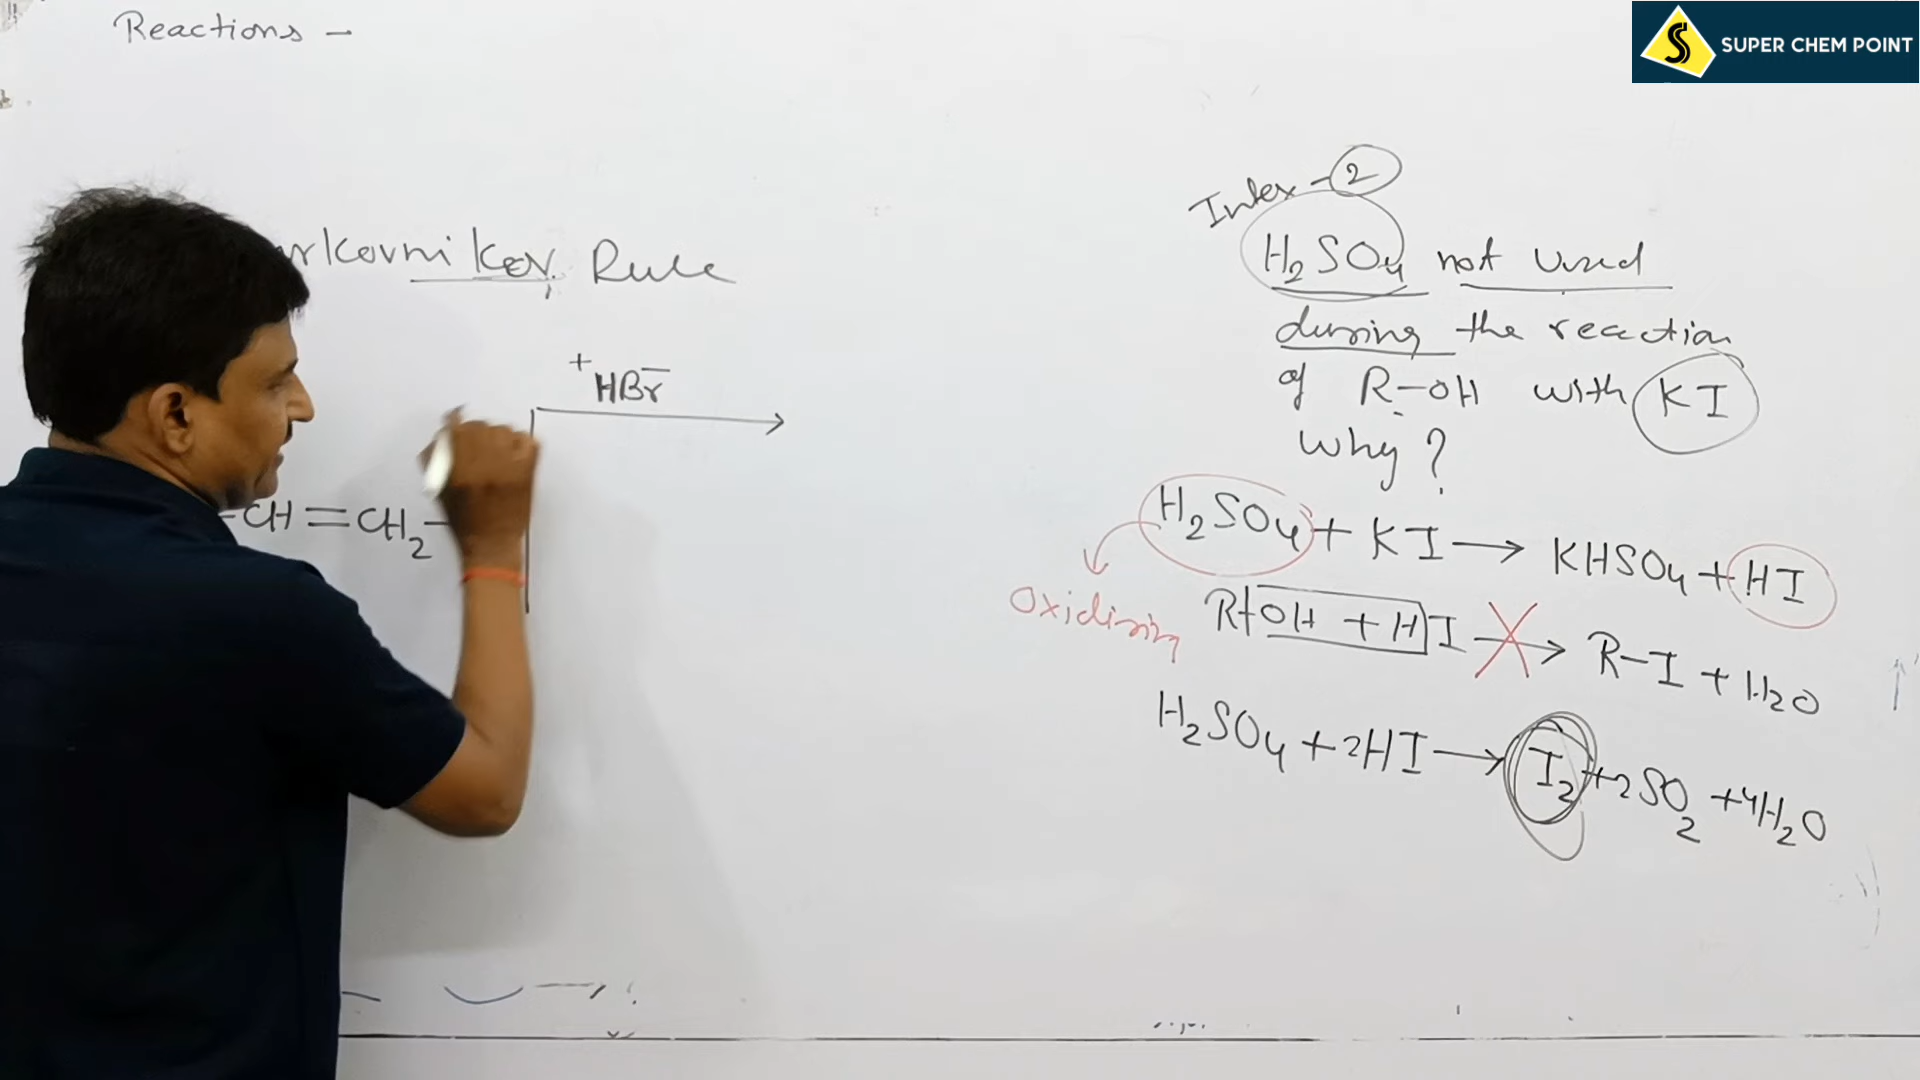 Reactions -
SUPER CHEM POINT
rkovnikov Rule
+HBr-
-CH=CH2-
Intex - 2
H2SO4 not used
during the reaction
of R-OH with KI
why?
H2SO4 + KI → KHSO4 + HI
Oxidising
R+OH + HI → R-I + H2O
H2SO4 + 2HI → I2 + 2SO2 + 4H2O